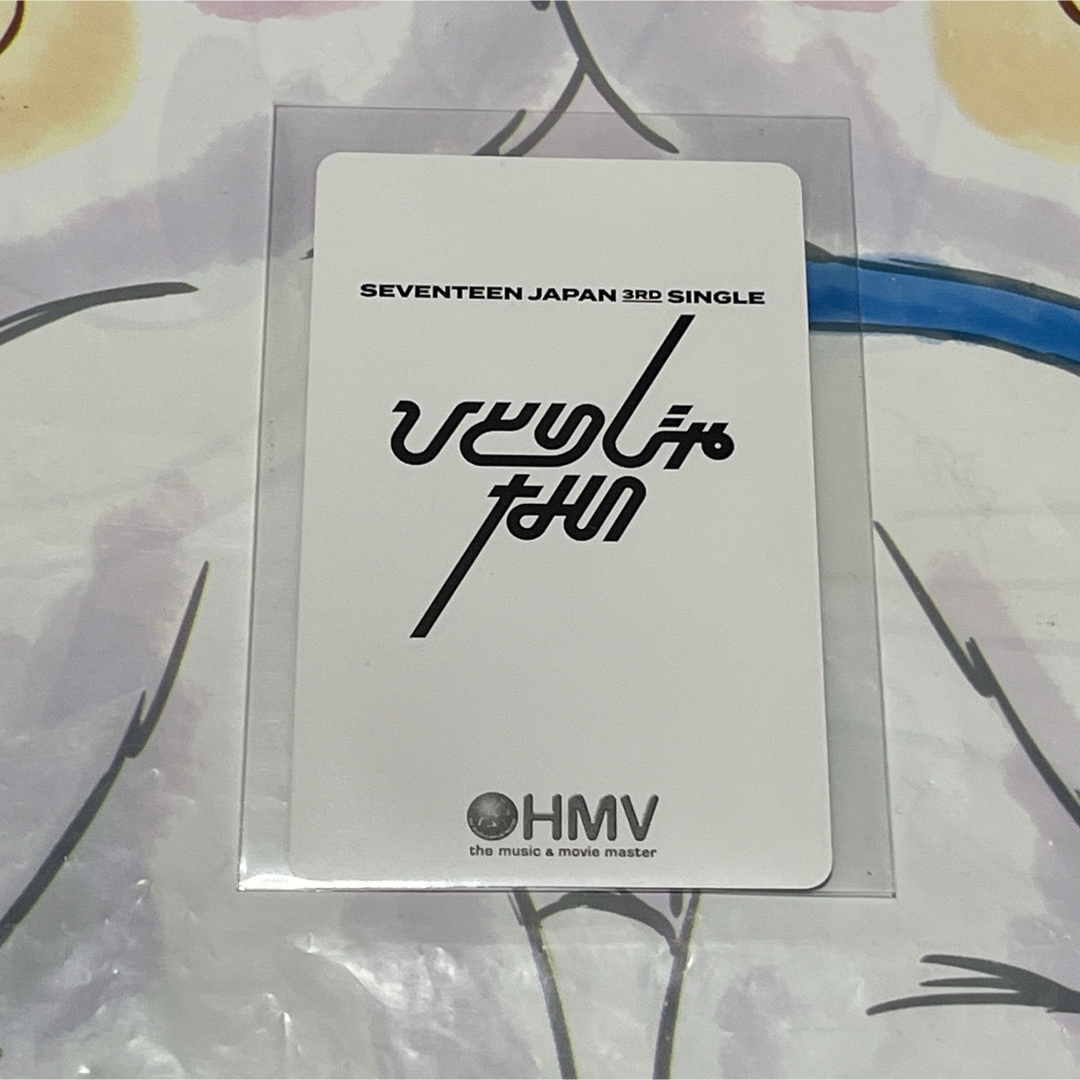 SEVENTEEN JAPAN 3RD SINGLE
ひとりじゃ
ない
HMV
the music & movie master